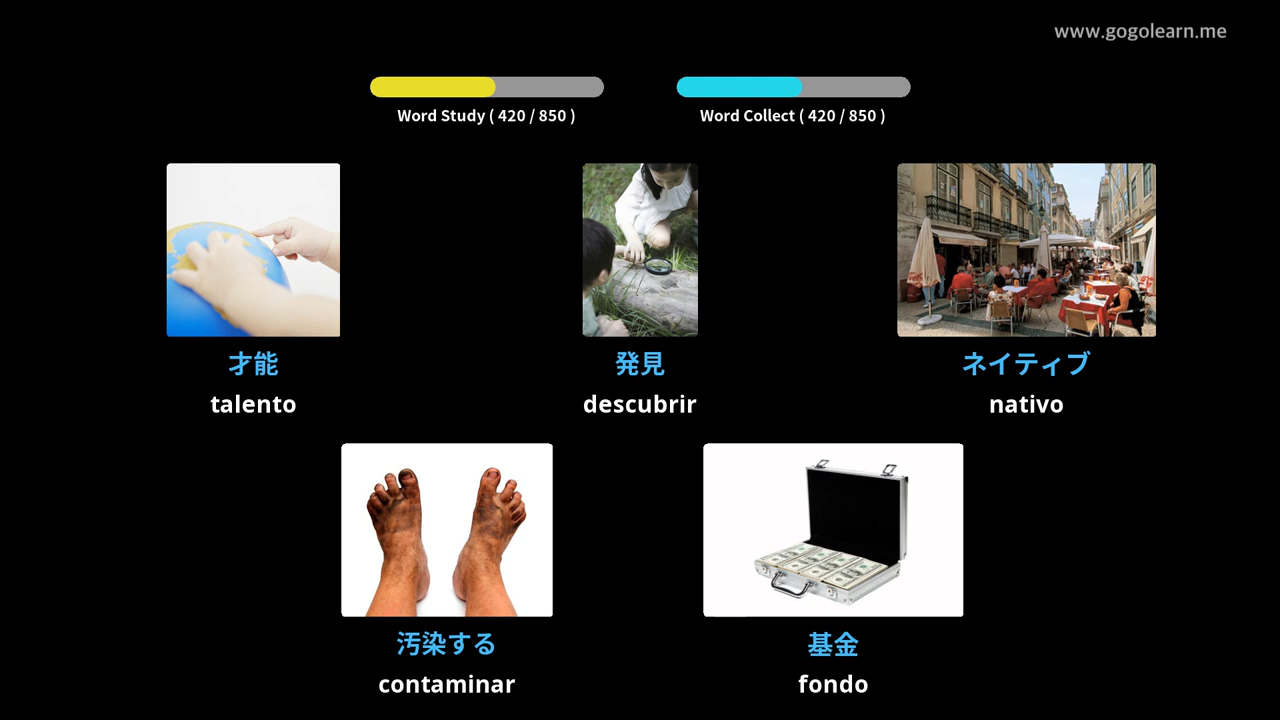 www.gogolearn.me
Word Study ( 420 / 850 )
Word Collect ( 420 / 850 )
才能
talento
発見
descubrir
ネイティブ
nativo
汚染する
contaminar
基金
fondo